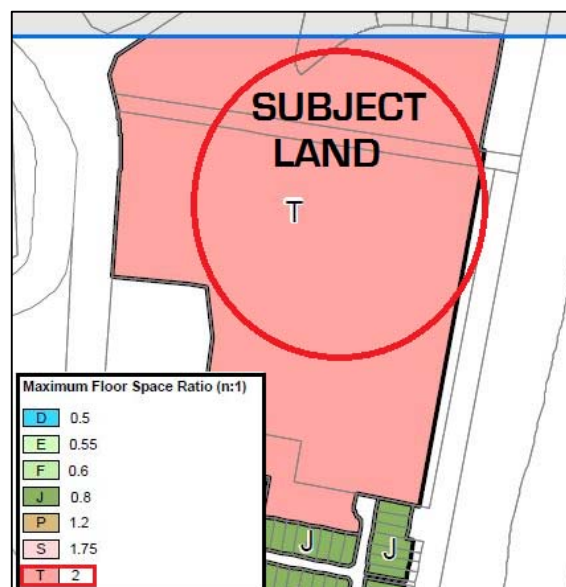 SUBJECT
LAND
T
Maximum Floor Space Ratio (n:1)
D 0.5
E 0.55
F 0.6
J 0.8
P 1.2
S 1.75
T 2
J
J